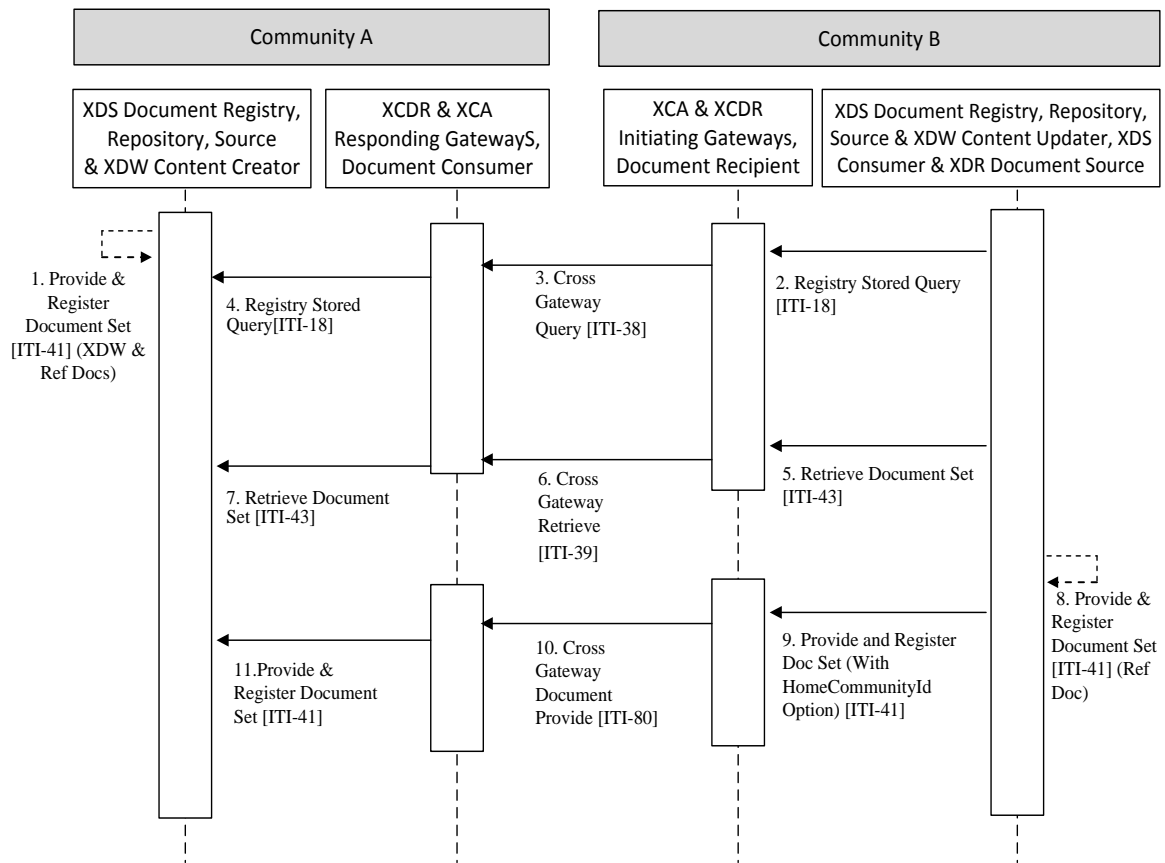 Community A
Community B
XDS Document Registry,
Repository, Source
& XDW Content Creator
XCDR & XCA
Responding GatewayS,
Document Consumer
XCA & XCDR
Initiating Gateways,
Document Recipient
XDS Document Registry, Repository,
Source & XDW Content Updater, XDS
Consumer & XDR Document Source
1. Provide &
Register
Document Set
[ITI-41] (XDW &
Ref Docs)
2. Registry Stored Query
[ITI-18]
3. Cross
Gateway
Query [ITI-38]
4. Registry Stored
Query[ITI-18]
5. Retrieve Document Set
[ITI-43]
6. Cross
Gateway
Retrieve
[ITI-39]
7. Retrieve Document
Set [ITI-43]
8. Provide &
Register
Document Set
[ITI-41] (Ref
Doc)
9. Provide and Register
Doc Set (With
HomeCommunityId
Option) [ITI-41]
10. Cross
Gateway
Document
Provide [ITI-80]
11.Provide &
Register Document
Set [ITI-41]